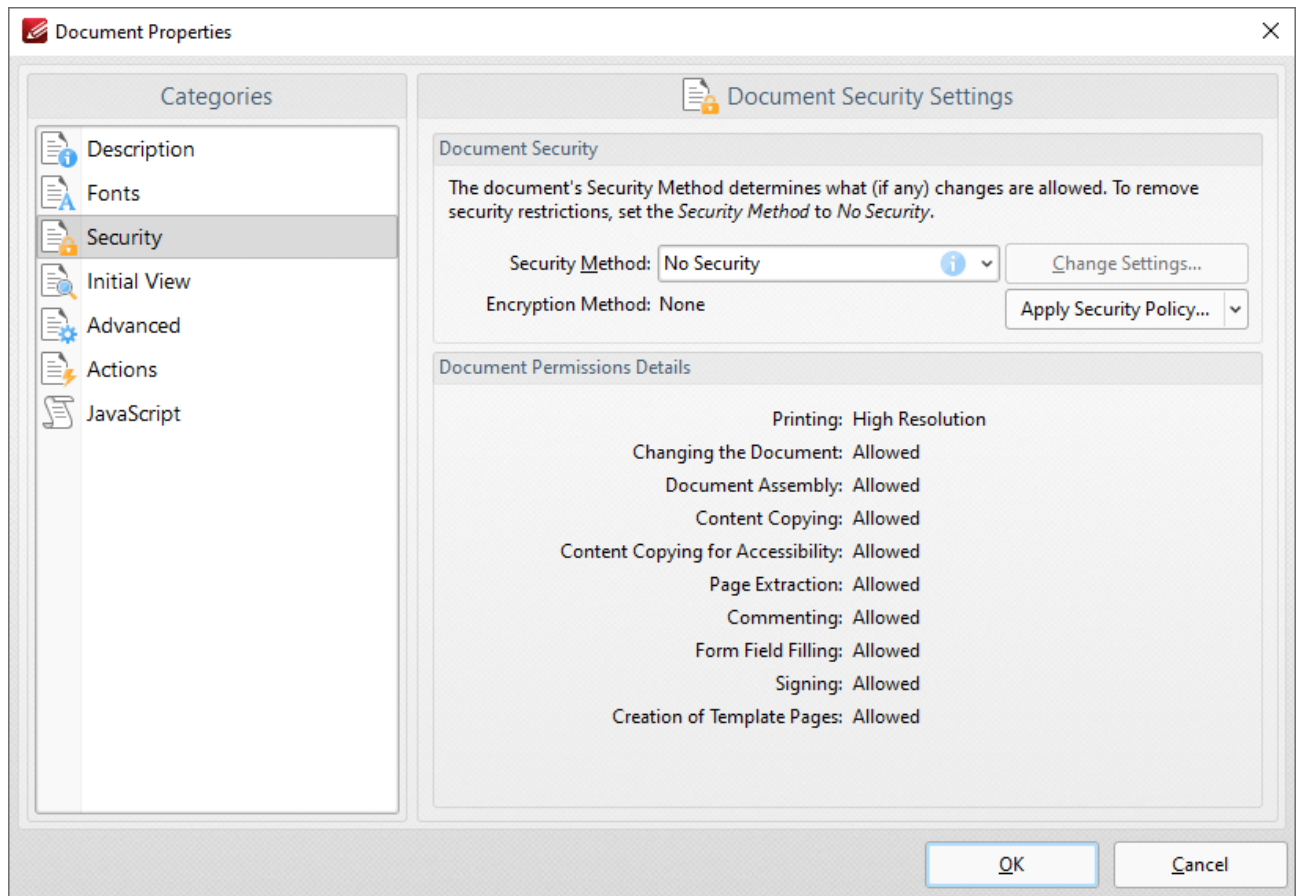 Document Properties
Categories
Description
Fonts
Security
Initial View
Advanced
Actions
JavaScript
Document Security Settings
Document Security
The document's Security Method determines what (if any) changes are allowed. To remove
security restrictions, set the Security Method to No Security.
Security Method: No Security Change Settings...
Encryption Method: None Apply Security Policy...
Document Permissions Details
Printing: High Resolution
Changing the Document: Allowed
Document Assembly: Allowed
Content Copying: Allowed
Content Copying for Accessibility: Allowed
Page Extraction: Allowed
Commenting: Allowed
Form Field Filling: Allowed
Signing: Allowed
Creation of Template Pages: Allowed
OK Cancel